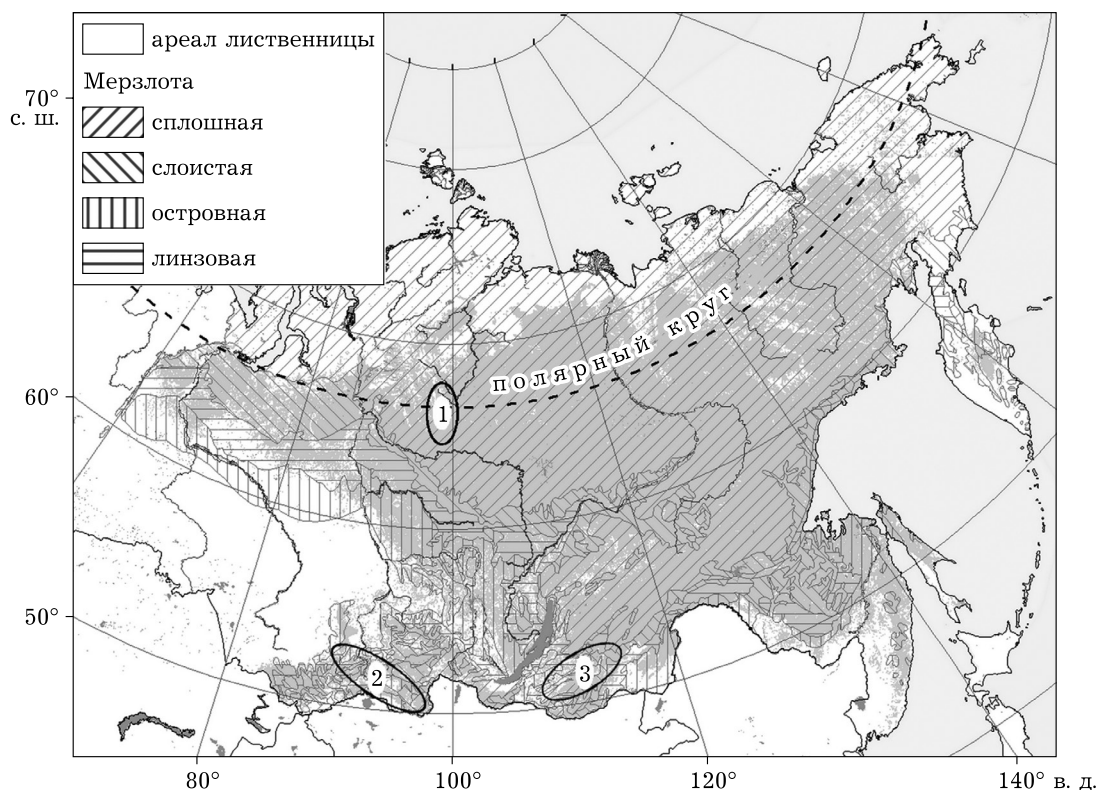 ареал лиственницы
Мерзлота
сплошная
слоистая
островная
линзовая
70°
с. ш.
60°
50°
полярный круг
1
2
3
80°
100°
120°
140° в. д.